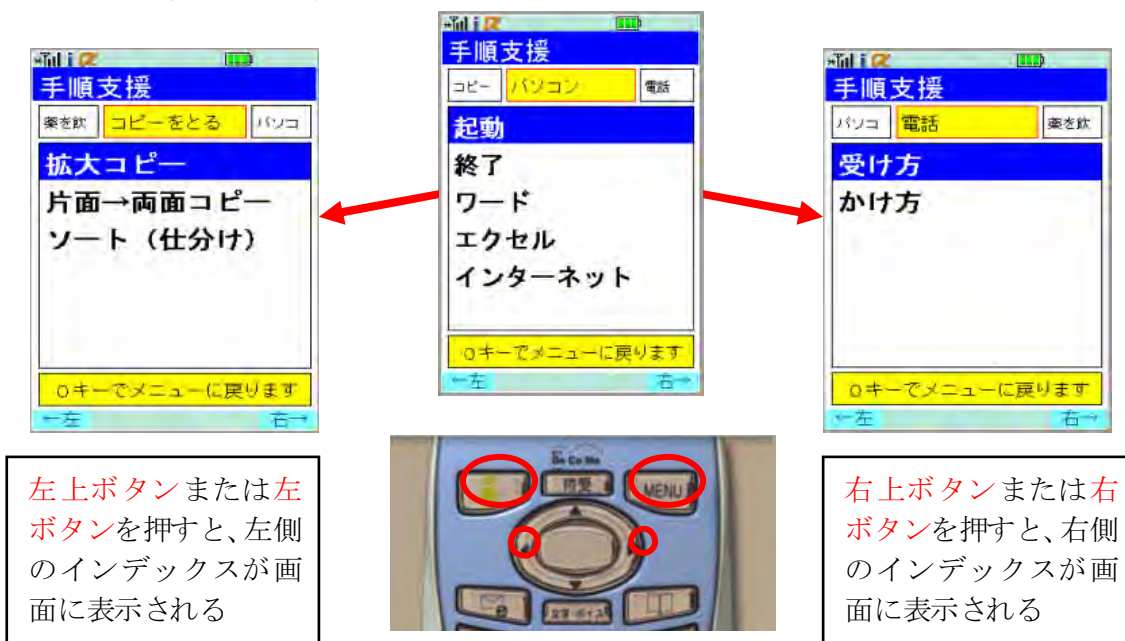 手順支援
コピー パソコン 電話
起動
終了
ワード
エクセル
インターネット
0キーでメニューに戻ります
←左 右→
手順支援
薬を飲 コピーをとる パソコ
拡大コピー
片面→両面コピー
ソート（仕分け）
0キーでメニューに戻ります
←左 右→
手順支援
パソコ 電話 薬を飲
受け方
かけ方
0キーでメニューに戻ります
←左 右→
左上ボタンまたは左
ボタンを押すと、左側
のインデックスが画
面に表示される
DoCoMo
MENU
右上ボタンまたは右
ボタンを押すと、右側
のインデックスが画
面に表示される